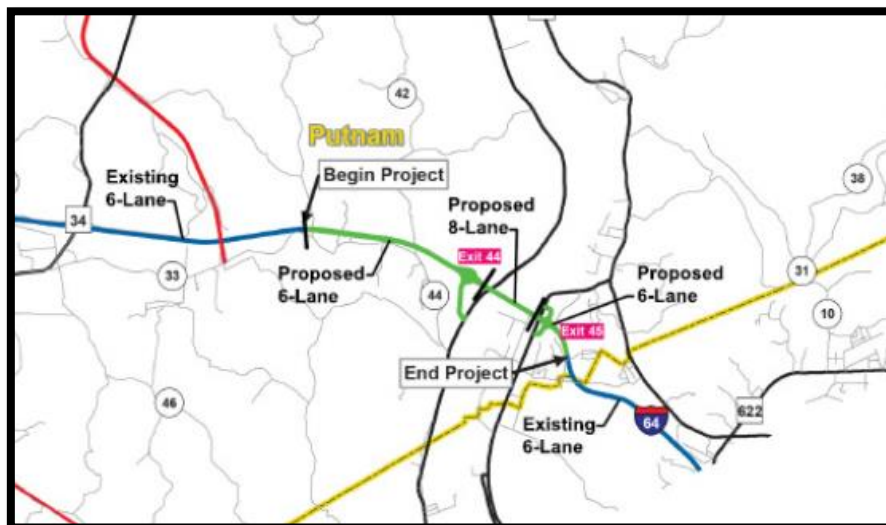 42
Putnam
Begin Project
Existing
6-Lane
34
38
Proposed
8-Lane
Exit 44
33
Proposed
6-Lane
44
Proposed
6-Lane
31
10
Exit 45
End Project
46
Existing
6-Lane
64
622